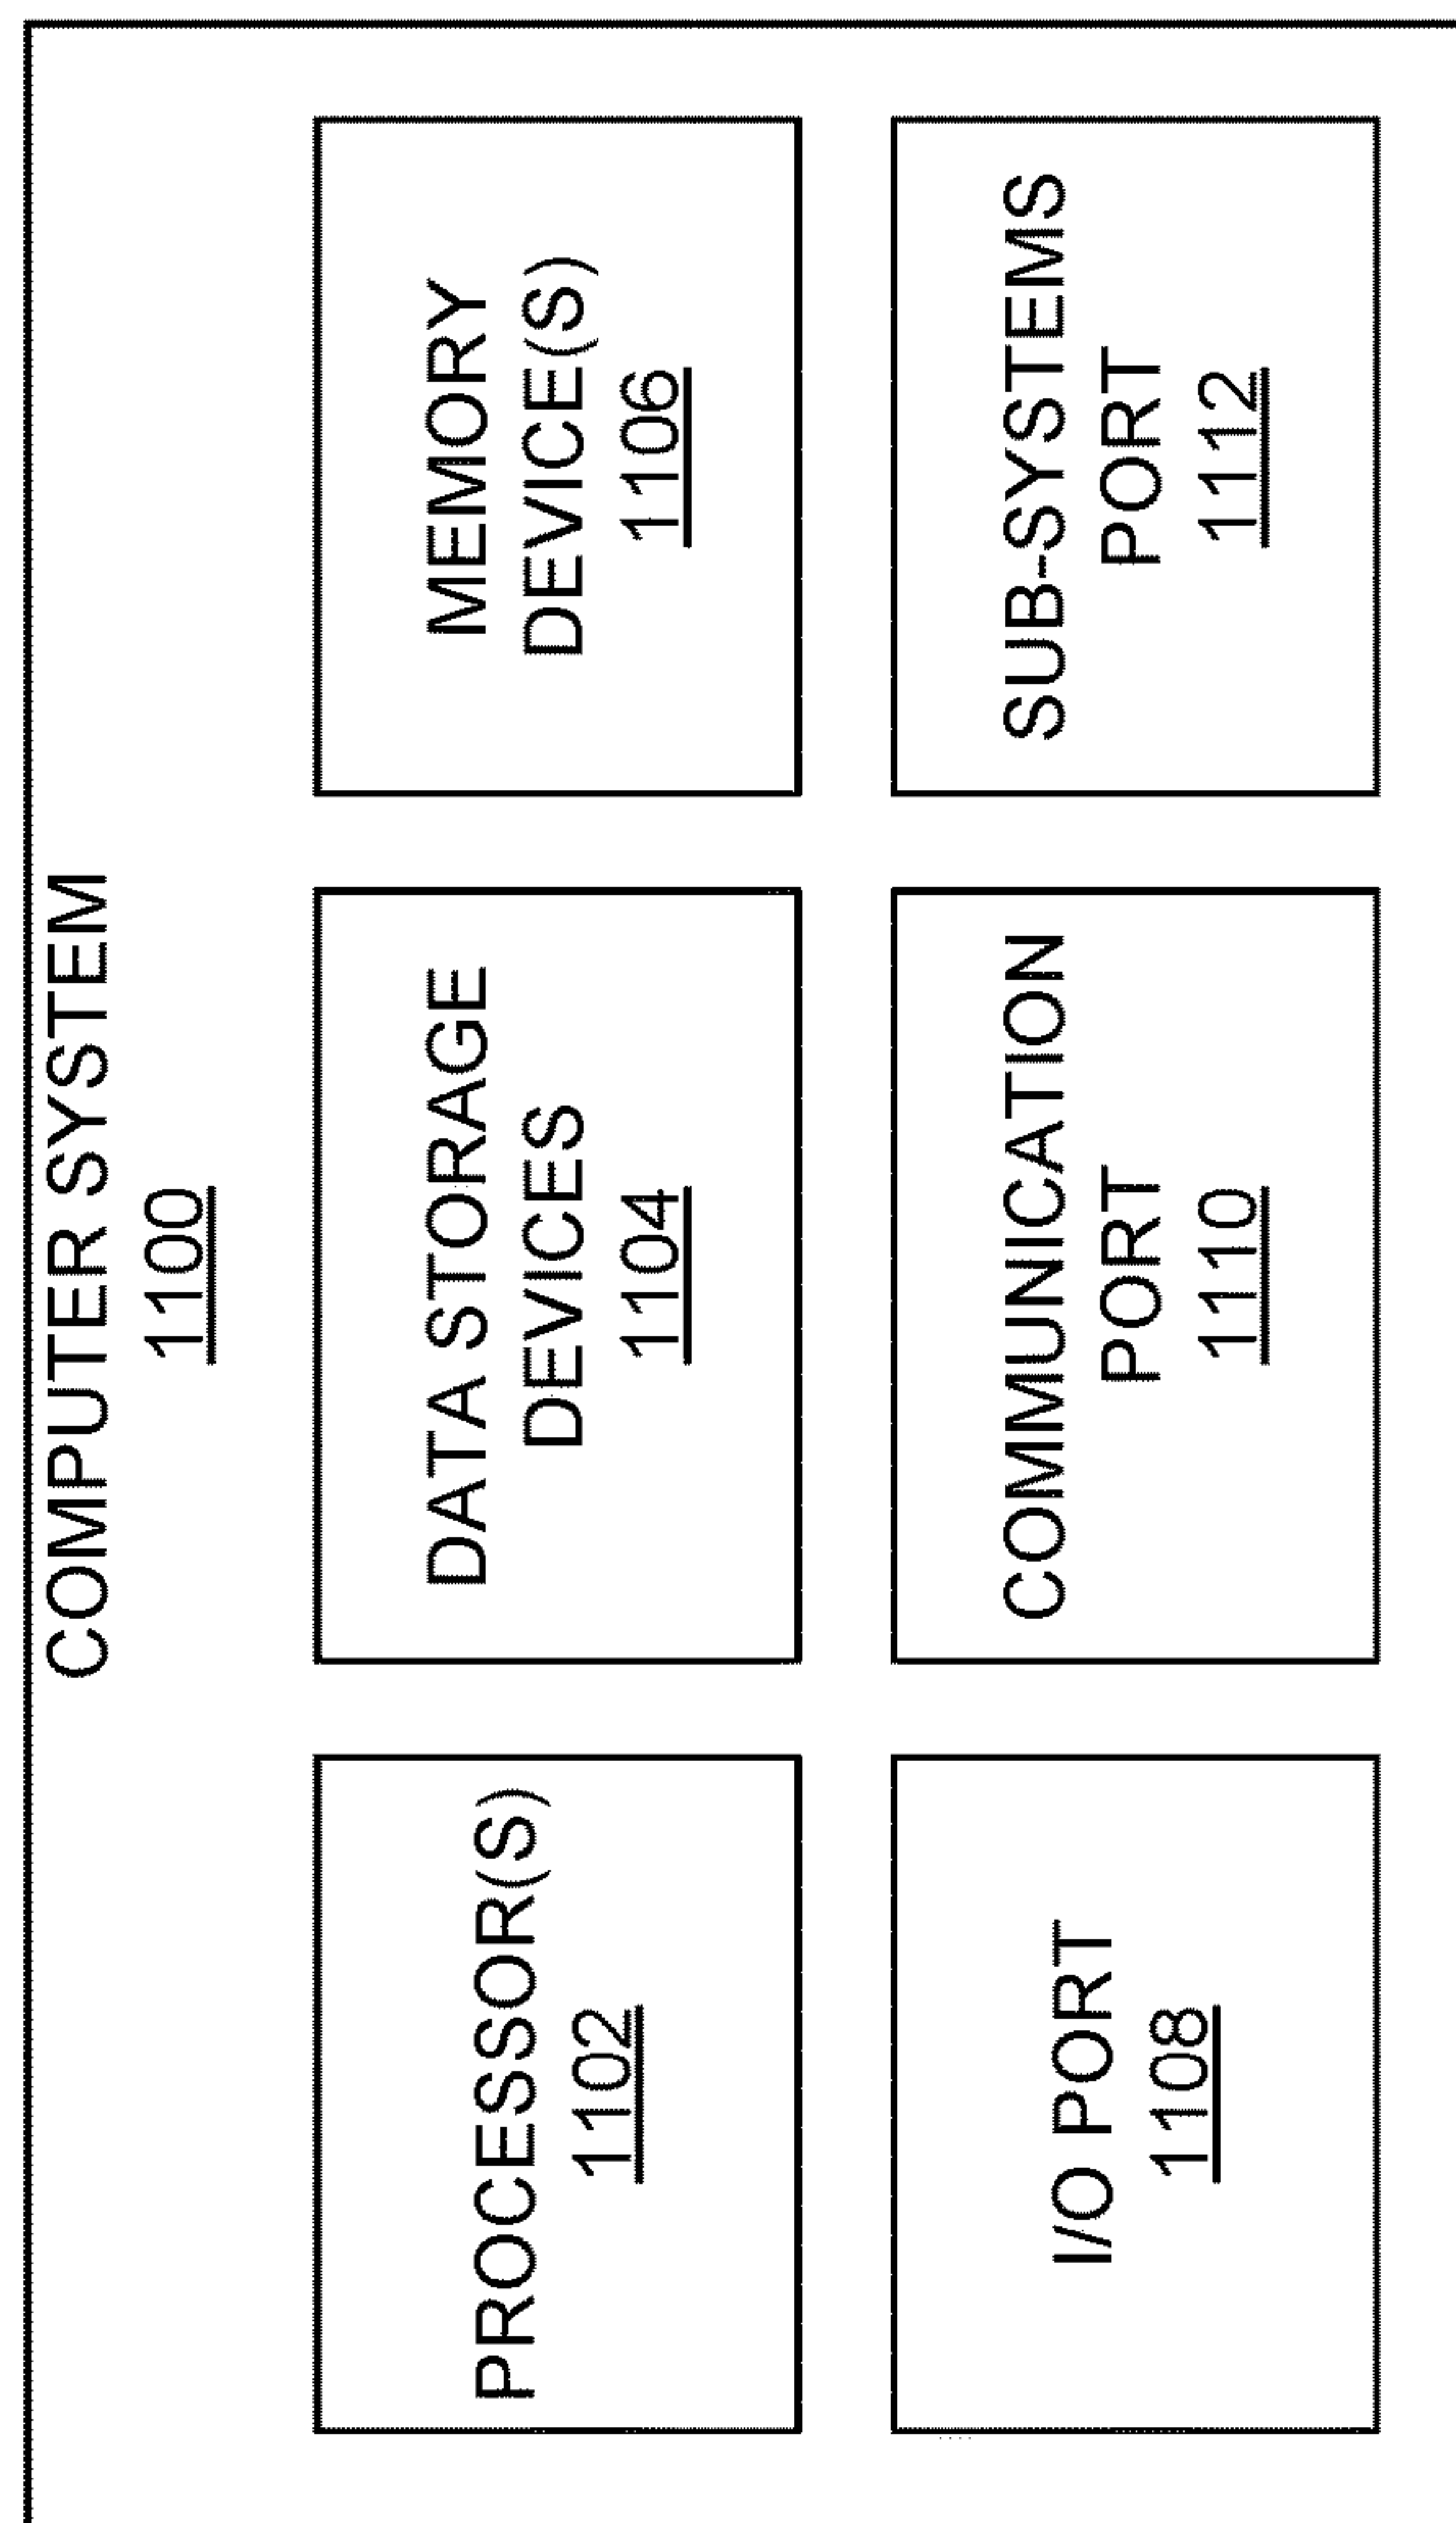 COMPUTER SYSTEM
1100
PROCESSOR(S)
1102
DATA STORAGE
DEVICES
1104
MEMORY
DEVICE(S)
1106
I/O PORT
1108
COMMUNICATION
PORT
1110
SUB-SYSTEMS
PORT
1112